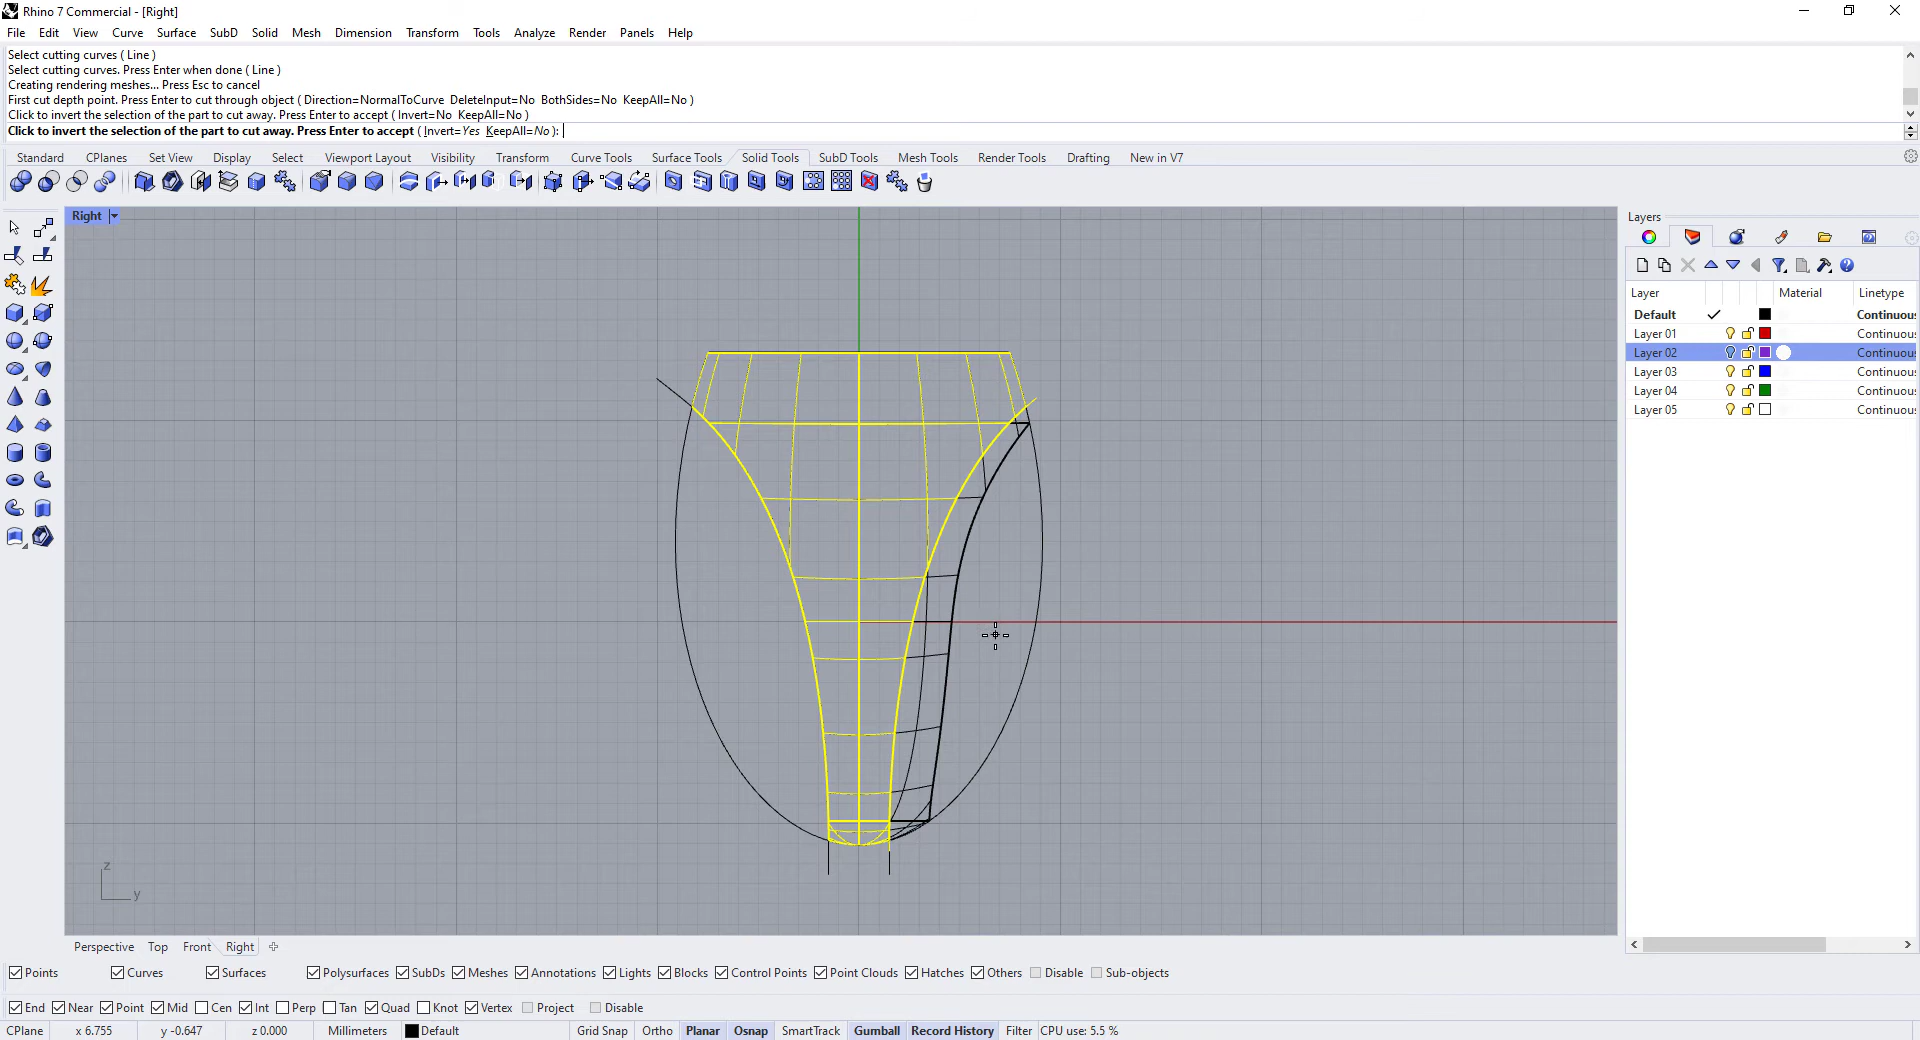 Rhino 7 Commercial - [Right]
File Edit View Curve Surface SubD Solid Mesh Dimension Transform Tools Analyze Render Panels Help
Select cutting curves ( Line )
Select cutting curves. Press Enter when done ( Line )
Creating rendering meshes... Press Esc to cancel
First cut depth point. Press Enter to cut through object ( Direction=NormalToCurve DeleteInput=No BothSides=No KeepAll=No )
Click to invert the selection of the part to cut away. Press Enter to accept ( Invert=No KeepAll=No )
Click to invert the selection of the part to cut away. Press Enter to accept ( Invert=Yes KeepAll=No ):
Standard CPlanes Set View Display Select Viewport Layout Visibility Transform Curve Tools Surface Tools Solid Tools SubD Tools Mesh Tools Render Tools Drafting New in V7
Right
Layers
Layer Material Linetype
Default Continuous
Layer 01 Continuous
Layer 02 Continuous
Layer 03 Continuous
Layer 04 Continuous
Layer 05 Continuous
z
y
Perspective Top Front Right
Points Curves Surfaces Polysurfaces SubDs Meshes Annotations Lights Blocks Control Points Point Clouds Hatches Others Disable Sub-objects
End Near Point Mid Cen Int Perp Tan Quad Knot Vertex Project Disable
CPlane x 6.755 y -0.647 z 0.000 Millimeters Default Grid Snap Ortho Planar Osnap SmartTrack Gumball Record History Filter CPU use: 5.5 %